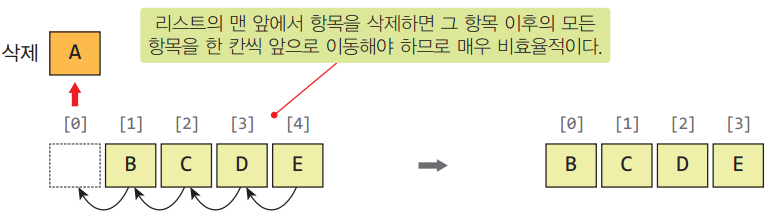 리스트의 맨 앞에서 항목을 삭제하면 그 항목 이후의 모든
항목을 한 칸씩 앞으로 이동해야 하므로 매우 비효율적이다.
삭제 A
[0] [1] [2] [3] [4]
B C D E
[0] [1] [2] [3]
B C D E